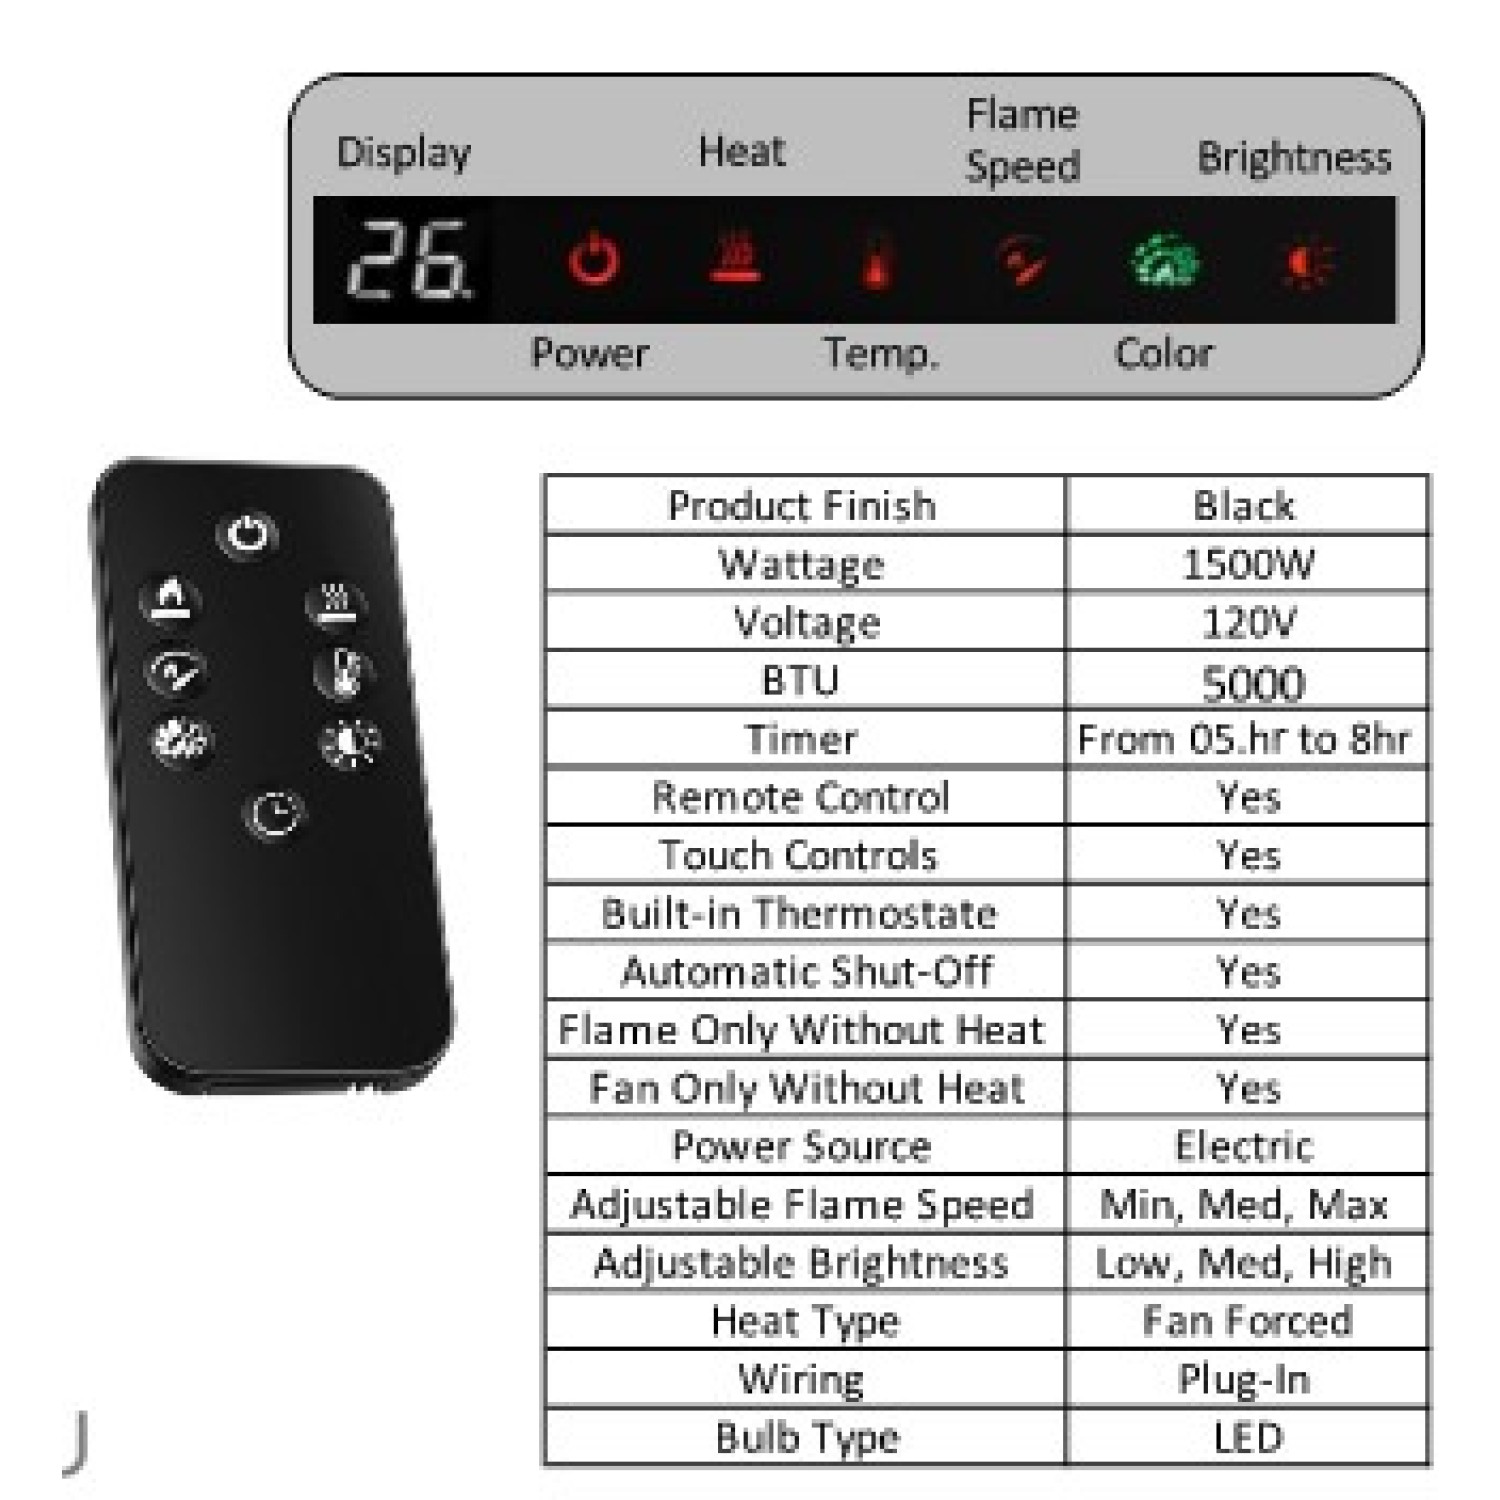 Display
Heat
Flame
Speed
Brightness
26.
Power
Temp.
Color
Product Finish Black
Wattage 1500W
Voltage 120V
BTU 5000
Timer From 05.hr to 8hr
Remote Control Yes
Touch Controls Yes
Built-in Thermostate Yes
Automatic Shut-Off Yes
Flame Only Without Heat Yes
Fan Only Without Heat Yes
Power Source Electric
Adjustable Flame Speed Min, Med, Max
Adjustable Brightness Low, Med, High
Heat Type Fan Forced
Wiring Plug-In
Bulb Type LED
J